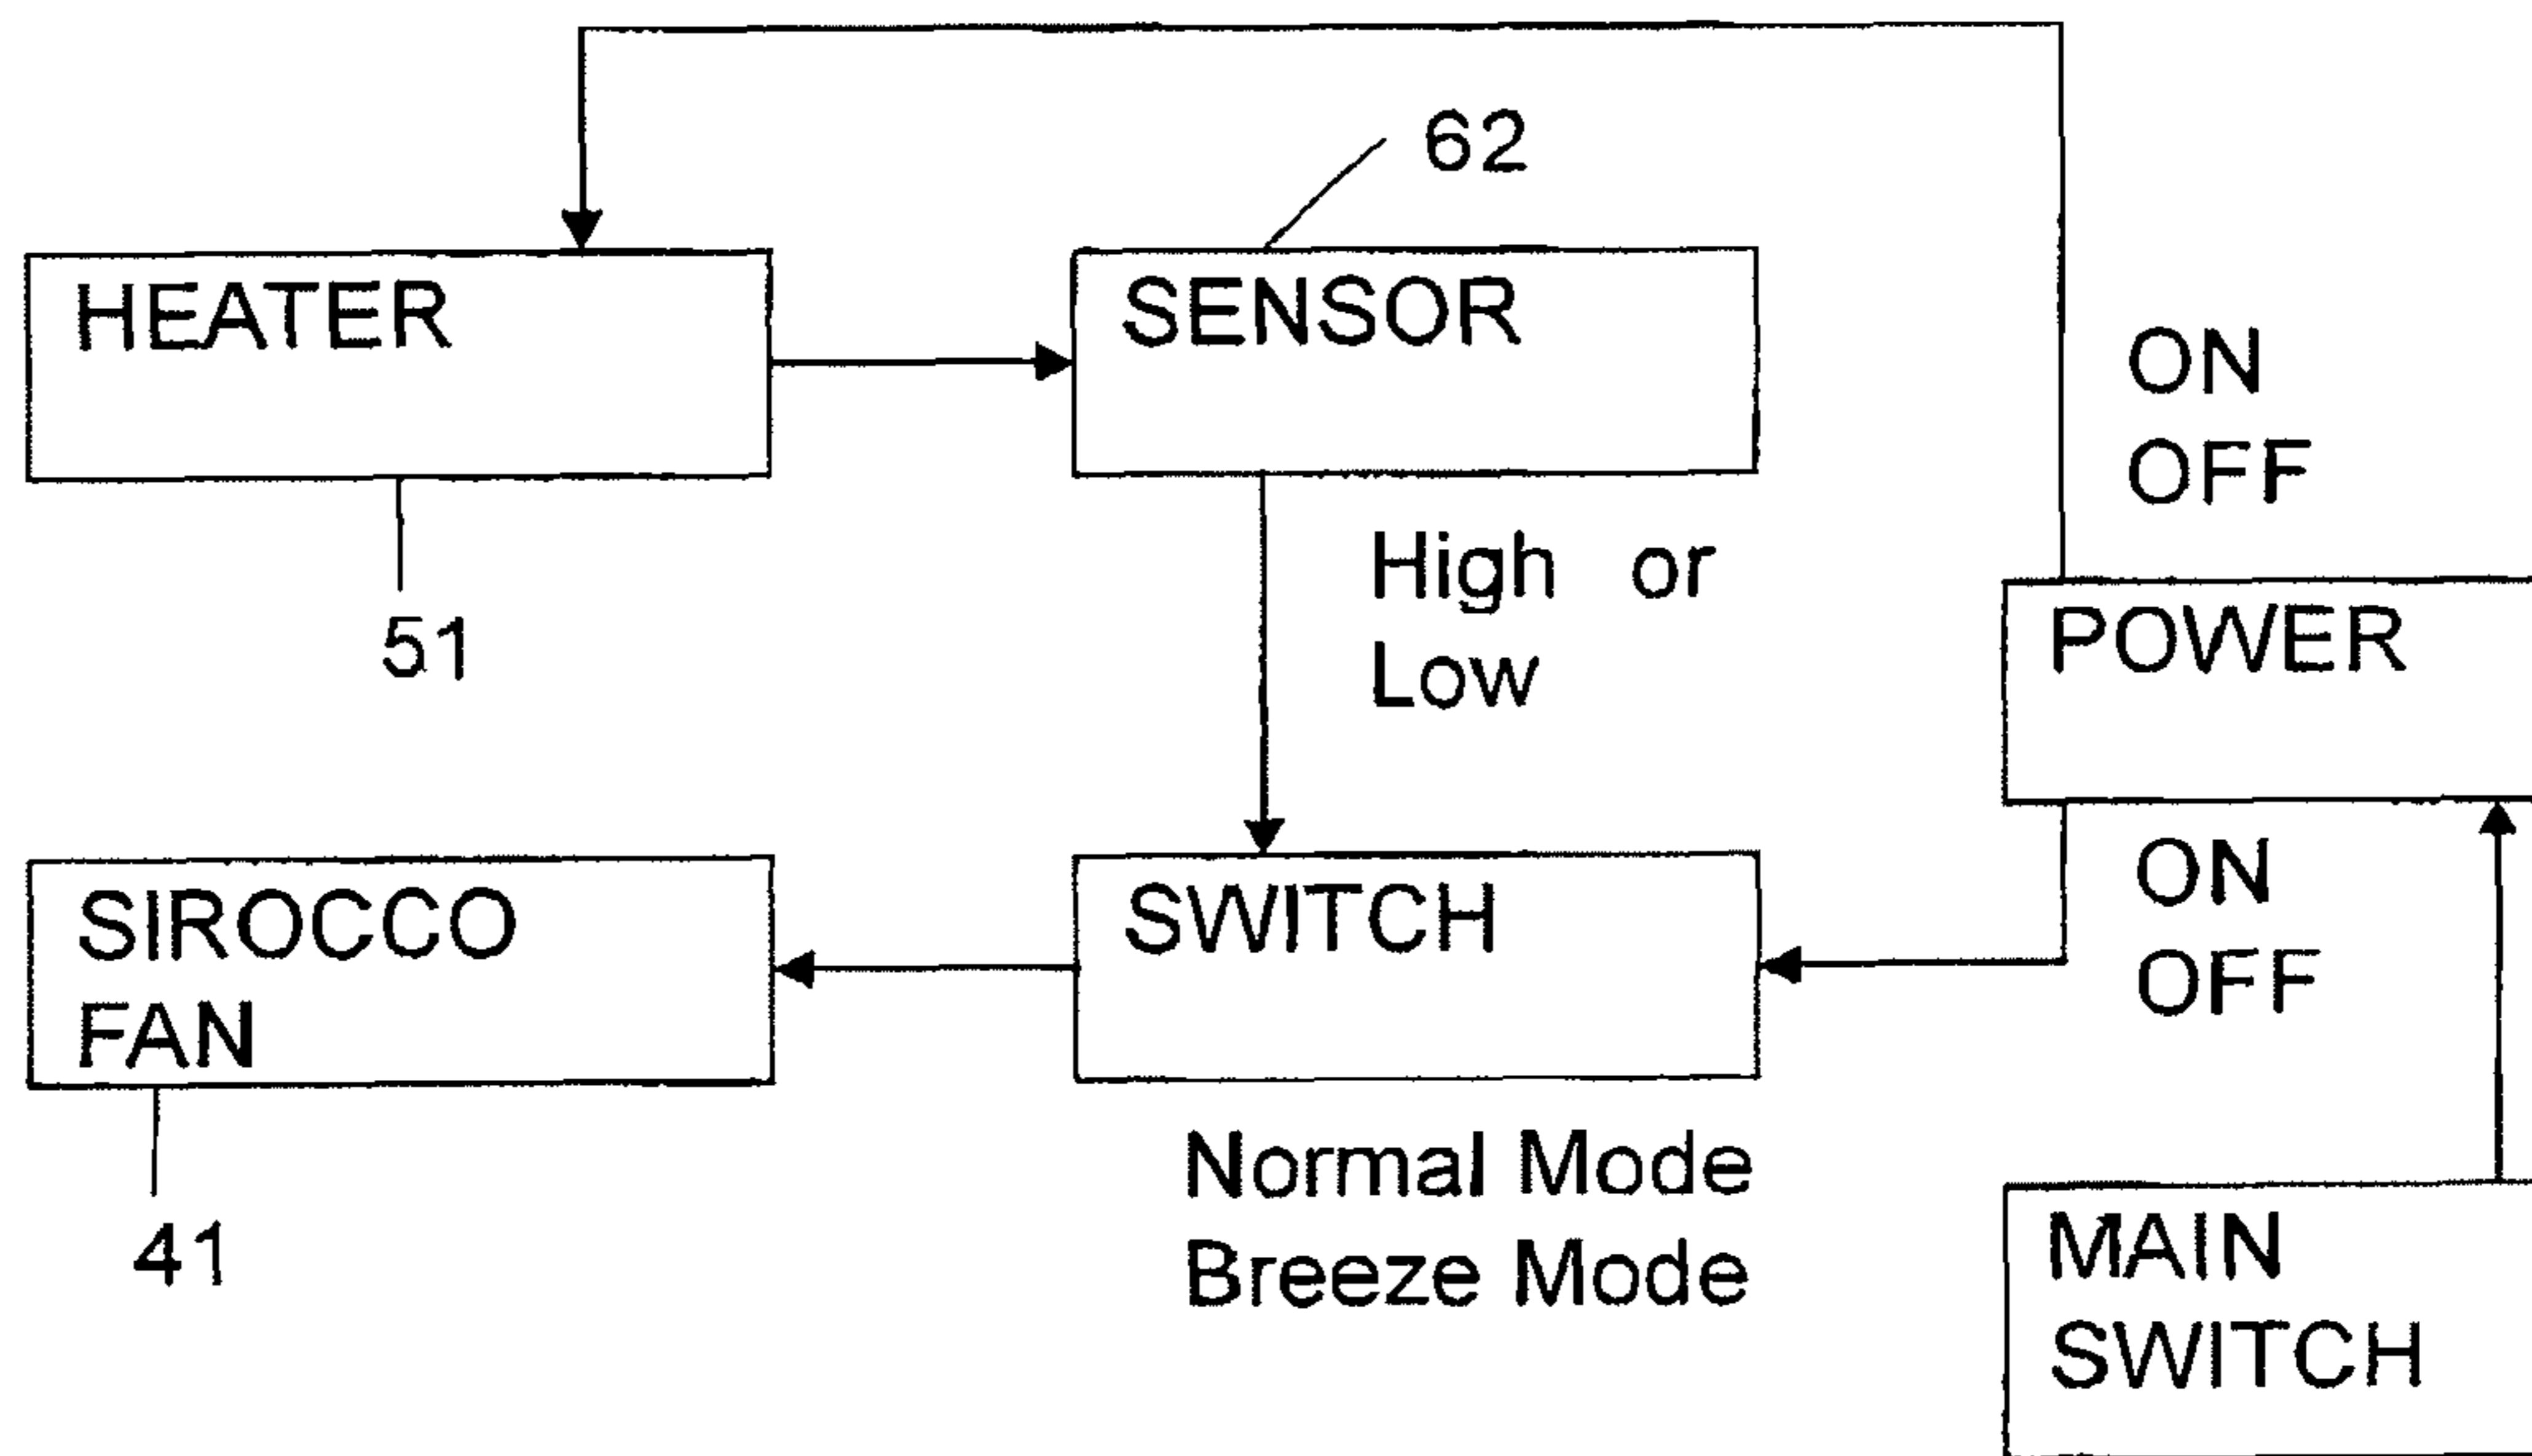 62
HEATER
SENSOR
ON
OFF
High or
Low
51
POWER
SIROCCO
FAN
SWITCH
ON
OFF
Normal Mode
Breeze Mode
41
MAIN
SWITCH